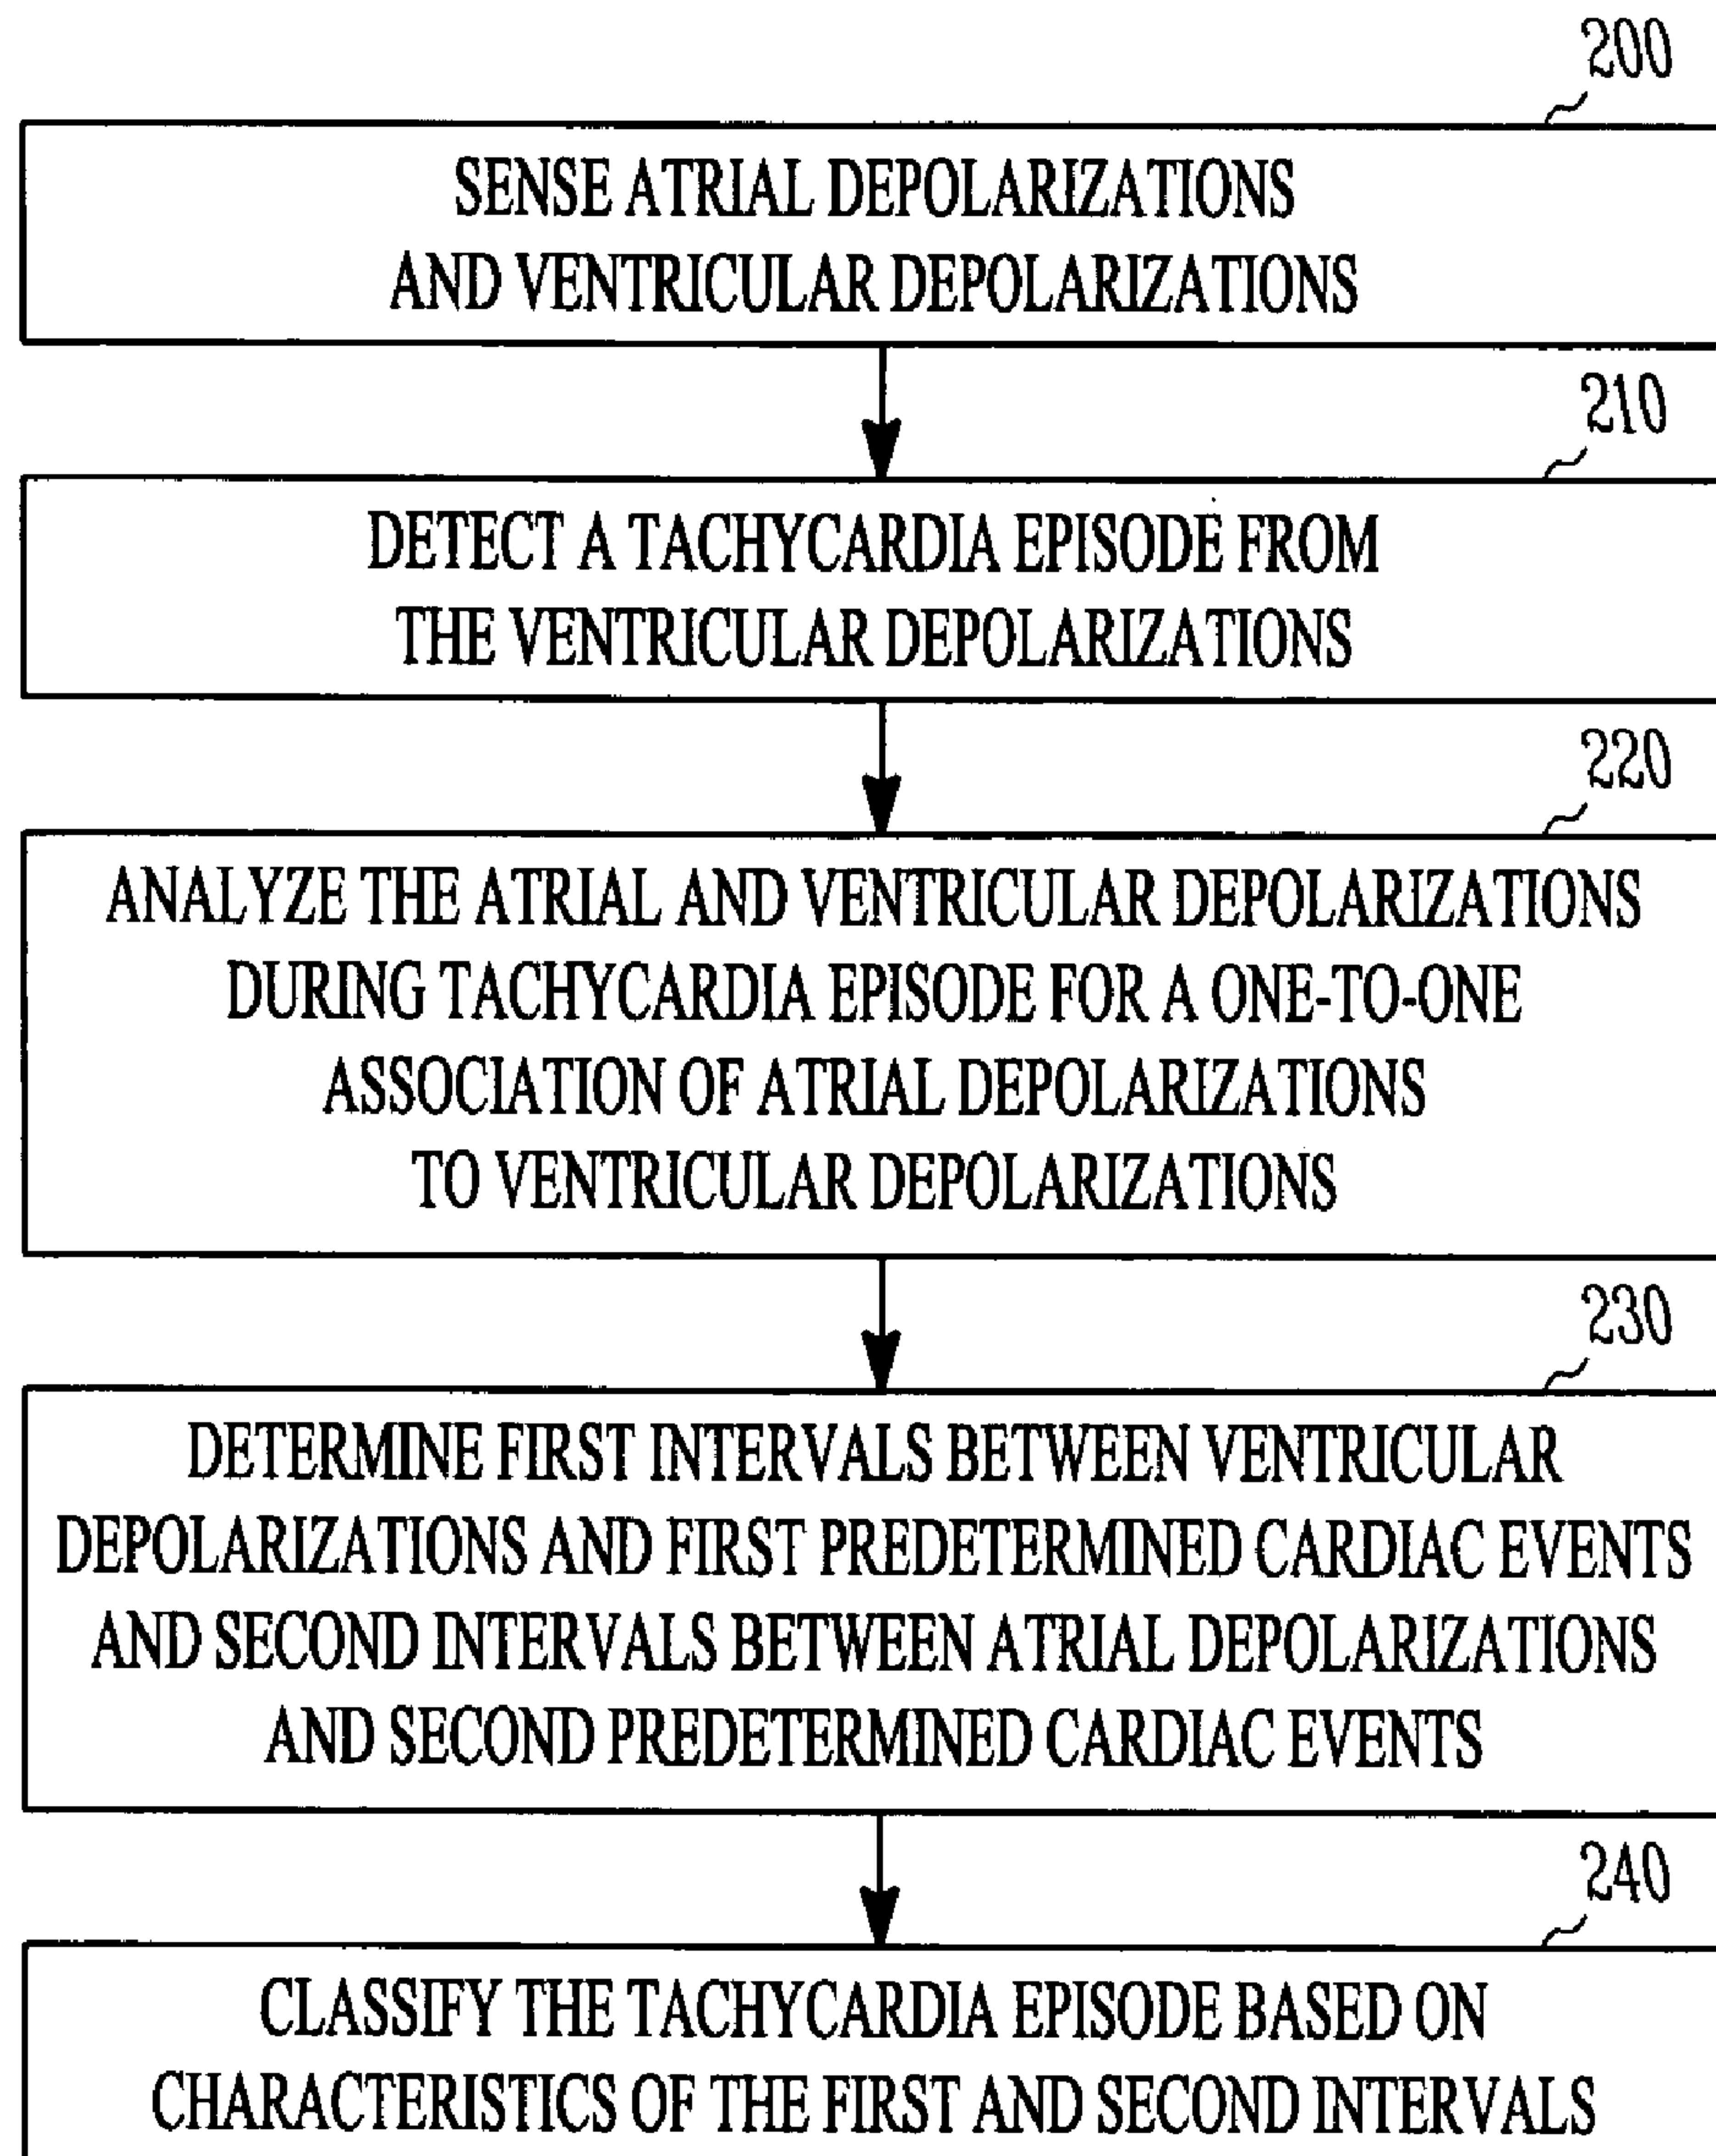 200
SENSE ATRIAL DEPOLARIZATIONS
AND VENTRICULAR DEPOLARIZATIONS
210
DETECT A TACHYCARDIA EPISODE FROM
THE VENTRICULAR DEPOLARIZATIONS
220
ANALYZE THE ATRIAL AND VENTRICULAR DEPOLARIZATIONS
DURING TACHYCARDIA EPISODE FOR A ONE-TO-ONE
ASSOCIATION OF ATRIAL DEPOLARIZATIONS
TO VENTRICULAR DEPOLARIZATIONS
230
DETERMINE FIRST INTERVALS BETWEEN VENTRICULAR
DEPOLARIZATIONS AND FIRST PREDETERMINED CARDIAC EVENTS
AND SECOND INTERVALS BETWEEN ATRIAL DEPOLARIZATIONS
AND SECOND PREDETERMINED CARDIAC EVENTS
240
CLASSIFY THE TACHYCARDIA EPISODE BASED ON
CHARACTERISTICS OF THE FIRST AND SECOND INTERVALS